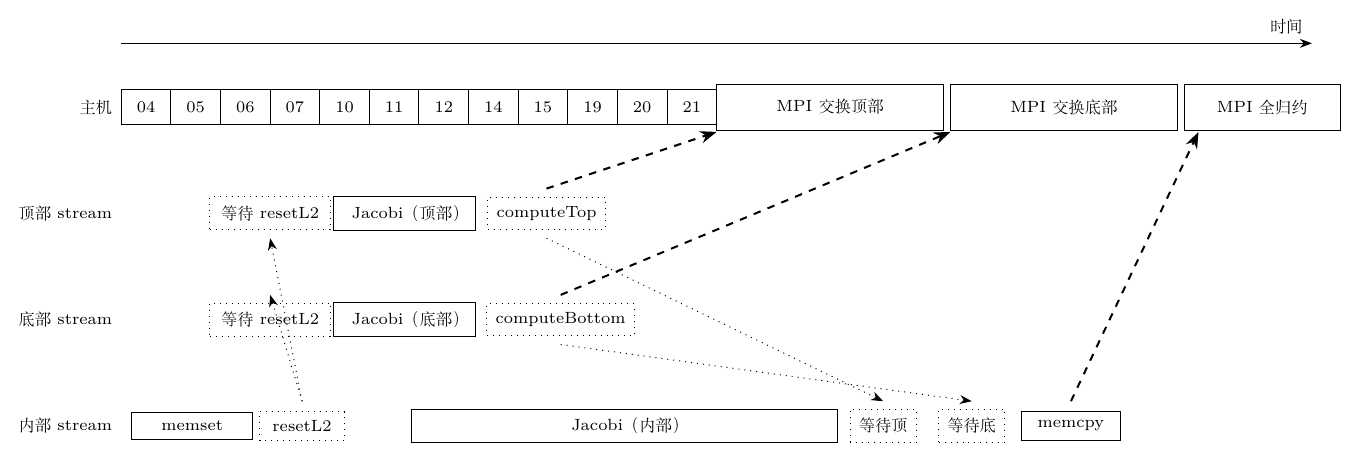 时间
主机 04 05 06 07 10 11 12 14 15 19 20 21 MPI 交换顶部 MPI 交换底部 MPI 全归约
顶部 stream 等待 resetL2 Jacobi（顶部） computeTop
底部 stream 等待 resetL2 Jacobi（底部） computeBottom
内部 stream memset resetL2 Jacobi（内部） 等待顶 等待底 memcpy